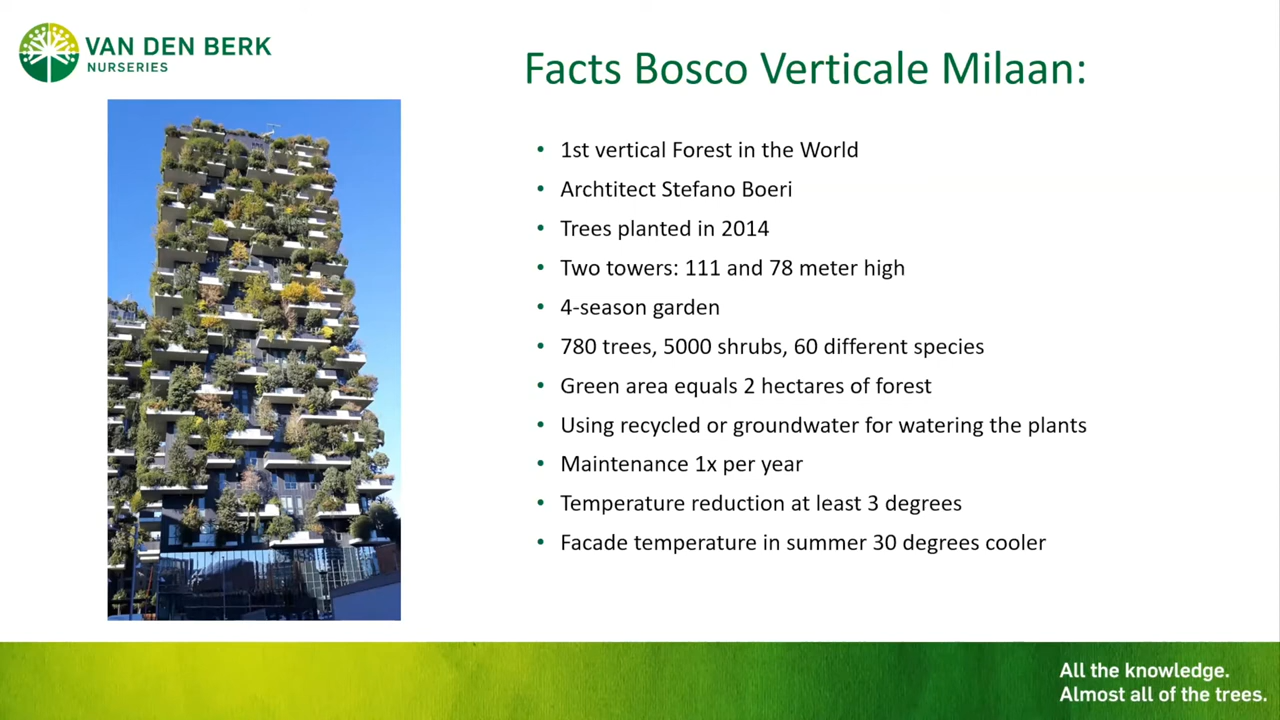 VAN DEN BERK
NURSERIES
Facts Bosco Verticale Milaan:
• 1st vertical Forest in the World
• Archtitect Stefano Boeri
• Trees planted in 2014
• Two towers: 111 and 78 meter high
• 4-season garden
• 780 trees, 5000 shrubs, 60 different species
• Green area equals 2 hectares of forest
• Using recycled or groundwater for watering the plants
• Maintenance 1x per year
• Temperature reduction at least 3 degrees
• Facade temperature in summer 30 degrees cooler
All the knowledge.
Almost all of the trees.